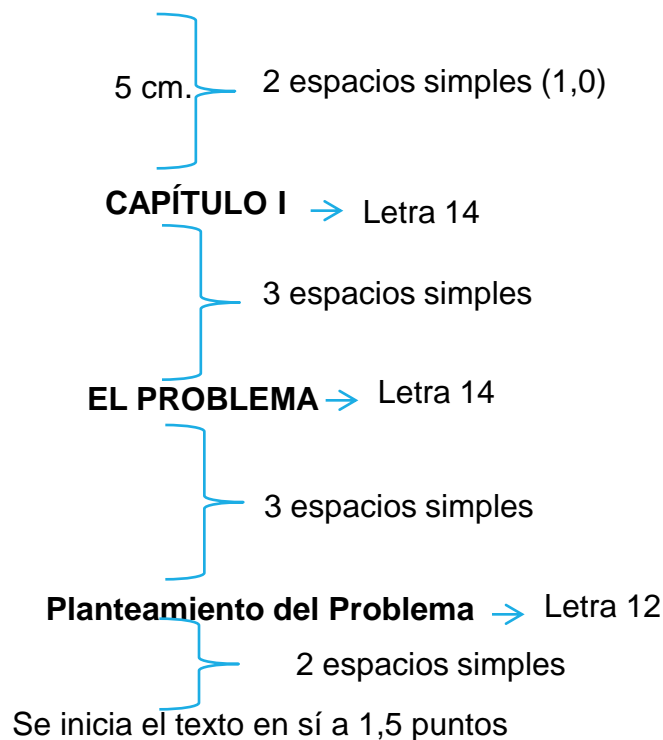 5 cm. 2 espacios simples (1,0)
CAPÍTULO I Letra 14
3 espacios simples
EL PROBLEMA Letra 14
3 espacios simples
Planteamiento del Problema Letra 12
2 espacios simples
Se inicia el texto en sí a 1,5 puntos